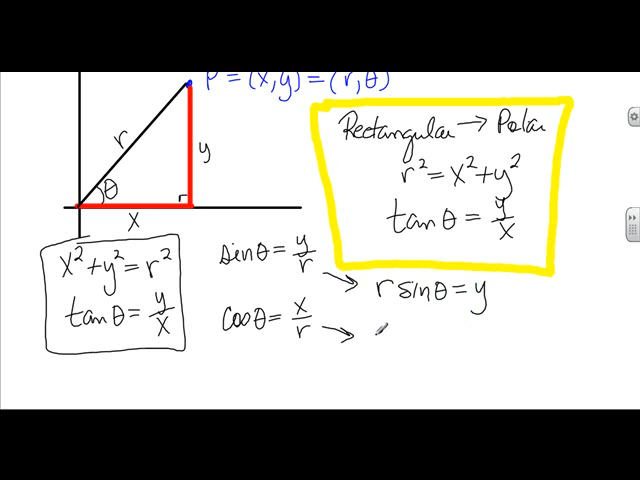 P = (x,y) = (r,θ)
r
y
θ
r
x
Rectangular → Polar
r² = x² + y²
tan θ = y/x
x² + y² = r²
tan θ = y/x
sin θ = y/r
r sin θ = y
cos θ = x/r